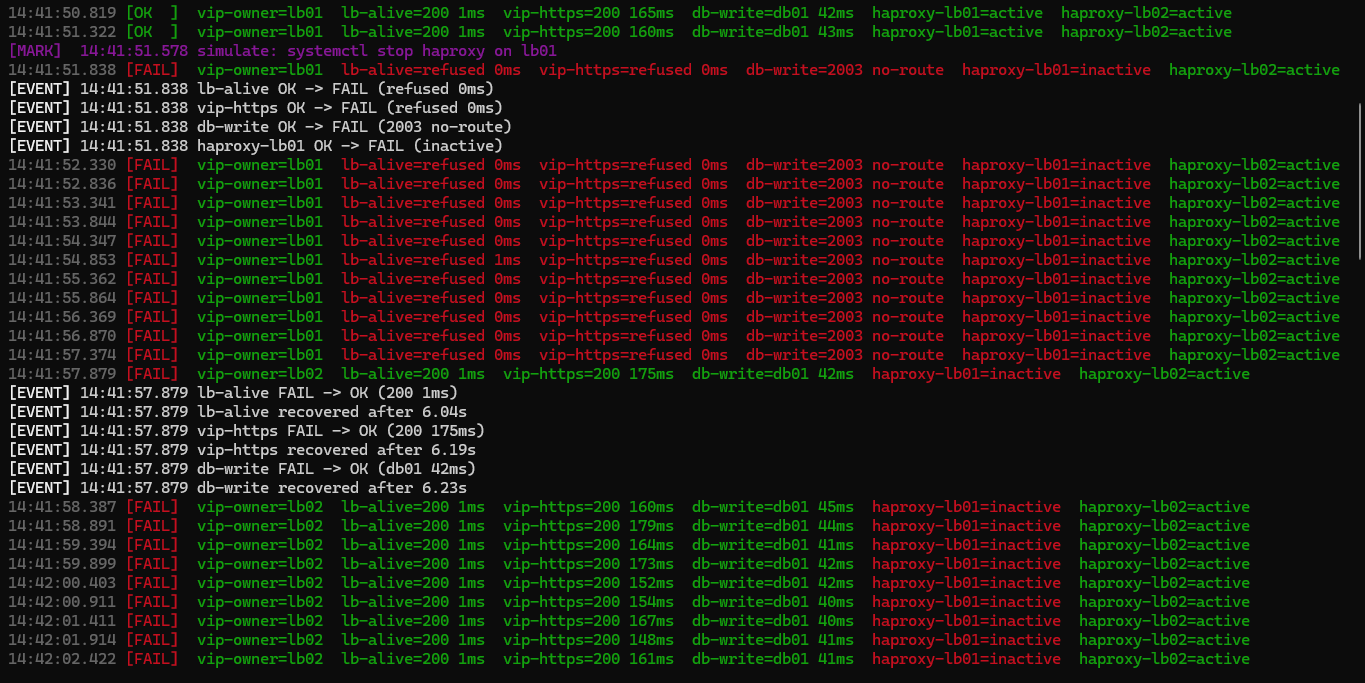 14:41:50.819 [OK  ]  vip-owner=lb01  lb-alive=200 1ms  vip-https=200 165ms  db-write=db01 42ms  haproxy-lb01=active  haproxy-lb02=active
14:41:51.322 [OK  ]  vip-owner=lb01  lb-alive=200 1ms  vip-https=200 160ms  db-write=db01 43ms  haproxy-lb01=active  haproxy-lb02=active
[MARK]  14:41:51.578 simulate: systemctl stop haproxy on lb01
14:41:51.838 [FAIL]  vip-owner=lb01  lb-alive=refused 0ms  vip-https=refused 0ms  db-write=2003 no-route  haproxy-lb01=inactive  haproxy-lb02=active
[EVENT] 14:41:51.838 lb-alive OK -> FAIL (refused 0ms)
[EVENT] 14:41:51.838 vip-https OK -> FAIL (refused 0ms)
[EVENT] 14:41:51.838 db-write OK -> FAIL (2003 no-route)
[EVENT] 14:41:51.838 haproxy-lb01 OK -> FAIL (inactive)
14:41:52.330 [FAIL]  vip-owner=lb01  lb-alive=refused 0ms  vip-https=refused 0ms  db-write=2003 no-route  haproxy-lb01=inactive  haproxy-lb02=active
14:41:52.836 [FAIL]  vip-owner=lb01  lb-alive=refused 0ms  vip-https=refused 0ms  db-write=2003 no-route  haproxy-lb01=inactive  haproxy-lb02=active
14:41:53.341 [FAIL]  vip-owner=lb01  lb-alive=refused 0ms  vip-https=refused 0ms  db-write=2003 no-route  haproxy-lb01=inactive  haproxy-lb02=active
14:41:53.844 [FAIL]  vip-owner=lb01  lb-alive=refused 0ms  vip-https=refused 0ms  db-write=2003 no-route  haproxy-lb01=inactive  haproxy-lb02=active
14:41:54.347 [FAIL]  vip-owner=lb01  lb-alive=refused 0ms  vip-https=refused 0ms  db-write=2003 no-route  haproxy-lb01=inactive  haproxy-lb02=active
14:41:54.853 [FAIL]  vip-owner=lb01  lb-alive=refused 1ms  vip-https=refused 0ms  db-write=2003 no-route  haproxy-lb01=inactive  haproxy-lb02=active
14:41:55.362 [FAIL]  vip-owner=lb01  lb-alive=refused 0ms  vip-https=refused 0ms  db-write=2003 no-route  haproxy-lb01=inactive  haproxy-lb02=active
14:41:55.864 [FAIL]  vip-owner=lb01  lb-alive=refused 0ms  vip-https=refused 0ms  db-write=2003 no-route  haproxy-lb01=inactive  haproxy-lb02=active
14:41:56.369 [FAIL]  vip-owner=lb01  lb-alive=refused 0ms  vip-https=refused 0ms  db-write=2003 no-route  haproxy-lb01=inactive  haproxy-lb02=active
14:41:56.870 [FAIL]  vip-owner=lb01  lb-alive=refused 0ms  vip-https=refused 0ms  db-write=2003 no-route  haproxy-lb01=inactive  haproxy-lb02=active
14:41:57.374 [FAIL]  vip-owner=lb01  lb-alive=refused 0ms  vip-https=refused 0ms  db-write=2003 no-route  haproxy-lb01=inactive  haproxy-lb02=active
14:41:57.879 [FAIL]  vip-owner=lb02  lb-alive=200 1ms  vip-https=200 175ms  db-write=db01 42ms  haproxy-lb01=inactive  haproxy-lb02=active
[EVENT] 14:41:57.879 lb-alive FAIL -> OK (200 1ms)
[EVENT] 14:41:57.879 lb-alive recovered after 6.04s
[EVENT] 14:41:57.879 vip-https FAIL -> OK (200 175ms)
[EVENT] 14:41:57.879 vip-https recovered after 6.19s
[EVENT] 14:41:57.879 db-write FAIL -> OK (db01 42ms)
[EVENT] 14:41:57.879 db-write recovered after 6.23s
14:41:58.387 [FAIL]  vip-owner=lb02  lb-alive=200 1ms  vip-https=200 160ms  db-write=db01 45ms  haproxy-lb01=inactive  haproxy-lb02=active
14:41:58.891 [FAIL]  vip-owner=lb02  lb-alive=200 1ms  vip-https=200 179ms  db-write=db01 44ms  haproxy-lb01=inactive  haproxy-lb02=active
14:41:59.394 [FAIL]  vip-owner=lb02  lb-alive=200 1ms  vip-https=200 164ms  db-write=db01 41ms  haproxy-lb01=inactive  haproxy-lb02=active
14:41:59.899 [FAIL]  vip-owner=lb02  lb-alive=200 1ms  vip-https=200 173ms  db-write=db01 42ms  haproxy-lb01=inactive  haproxy-lb02=active
14:42:00.403 [FAIL]  vip-owner=lb02  lb-alive=200 1ms  vip-https=200 152ms  db-write=db01 42ms  haproxy-lb01=inactive  haproxy-lb02=active
14:42:00.911 [FAIL]  vip-owner=lb02  lb-alive=200 1ms  vip-https=200 154ms  db-write=db01 40ms  haproxy-lb01=inactive  haproxy-lb02=active
14:42:01.411 [FAIL]  vip-owner=lb02  lb-alive=200 1ms  vip-https=200 167ms  db-write=db01 40ms  haproxy-lb01=inactive  haproxy-lb02=active
14:42:01.914 [FAIL]  vip-owner=lb02  lb-alive=200 1ms  vip-https=200 148ms  db-write=db01 41ms  haproxy-lb01=inactive  haproxy-lb02=active
14:42:02.422 [FAIL]  vip-owner=lb02  lb-alive=200 1ms  vip-https=200 161ms  db-write=db01 41ms  haproxy-lb01=inactive  haproxy-lb02=active